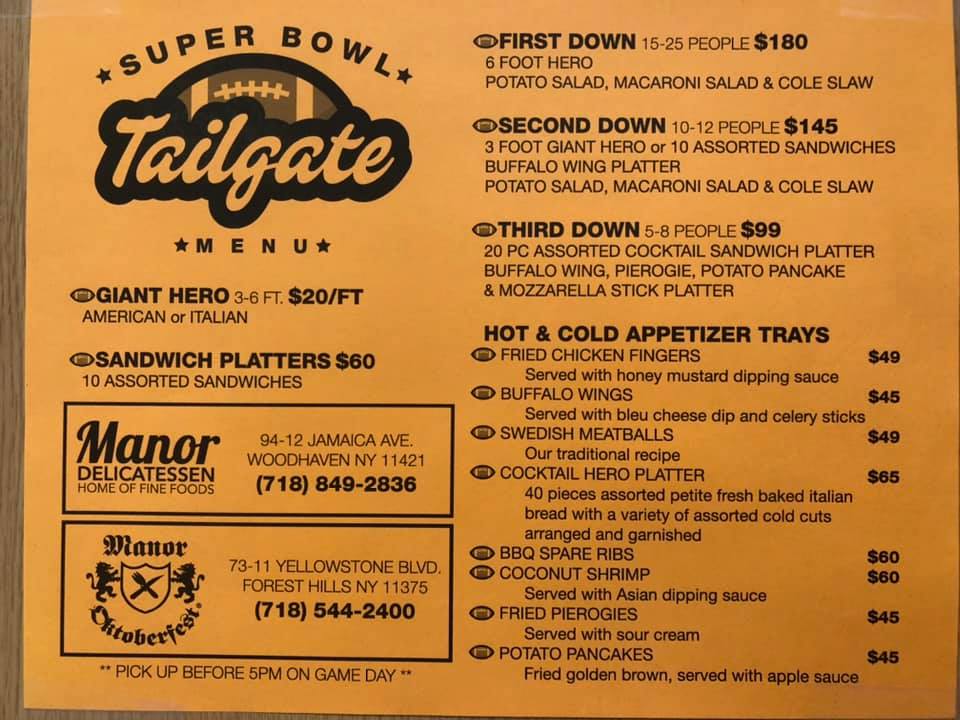 SUPER BOWL
Tailgate
MENU
GIANT HERO 3-6 FT. $20/FT
AMERICAN or ITALIAN
SANDWICH PLATTERS $60
10 ASSORTED SANDWICHES
Manor
DELICATESSEN
HOME OF FINE FOODS
94-12 JAMAICA AVE.
WOODHAVEN NY 11421
(718) 849-2836
Manor
Oktoberfest
73-11 YELLOWSTONE BLVD.
FOREST HILLS NY 11375
(718) 544-2400
** PICK UP BEFORE 5PM ON GAME DAY **
FIRST DOWN 15-25 PEOPLE $180
6 FOOT HERO
POTATO SALAD, MACARONI SALAD & COLE SLAW
SECOND DOWN 10-12 PEOPLE $145
3 FOOT GIANT HERO or 10 ASSORTED SANDWICHES
BUFFALO WING PLATTER
POTATO SALAD, MACARONI SALAD & COLE SLAW
THIRD DOWN 5-8 PEOPLE $99
20 PC ASSORTED COCKTAIL SANDWICH PLATTER
BUFFALO WING, PIEROGIE, POTATO PANCAKE
& MOZZARELLA STICK PLATTER
HOT & COLD APPETIZER TRAYS
FRIED CHICKEN FINGERS $49
Served with honey mustard dipping sauce
BUFFALO WINGS $45
Served with bleu cheese dip and celery sticks
SWEDISH MEATBALLS $49
Our traditional recipe
COCKTAIL HERO PLATTER $65
40 pieces assorted petite fresh baked italian
bread with a variety of assorted cold cuts
arranged and garnished
BBQ SPARE RIBS $60
COCONUT SHRIMP $60
Served with Asian dipping sauce
FRIED PIEROGIES $45
Served with sour cream
POTATO PANCAKES $45
Fried golden brown, served with apple sauce